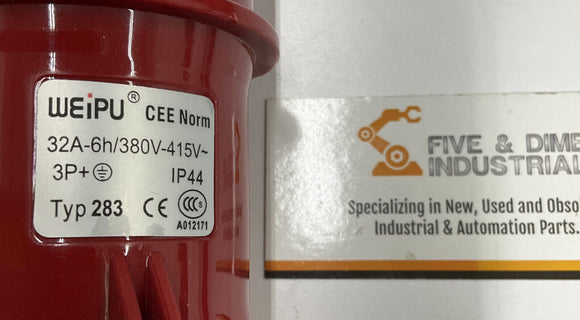 WEiPU® CEE Norm
32A-6h/380V-415V~
3P+⏚ IP44
Typ 283 CE CCC S
A012171
FIVE & DIME
INDUSTRIAL
Specializing in New, Used and Obso
Industrial & Automation Parts.